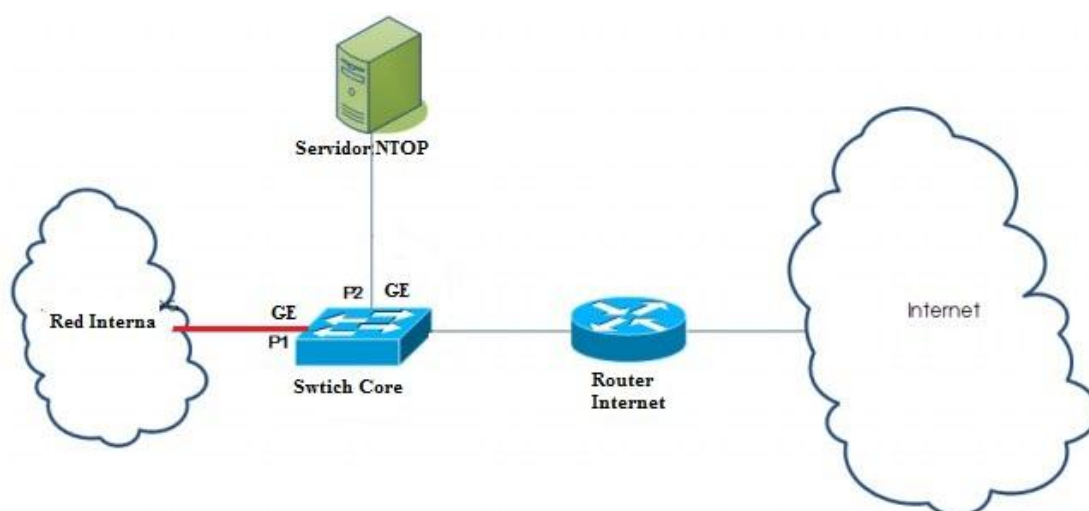 Servidor NTOP
P2 GE
Red Interna
GE
P1
Internet
Swtich Core
Router
Internet